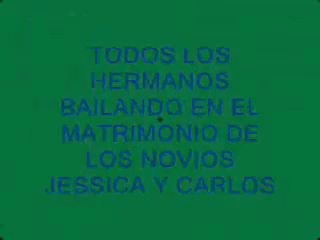 TODOS LOS
HERMANOS
BAILANDO EN EL
MATRIMONIO DE
LOS NOVIOS
JESSICA Y CARLOS